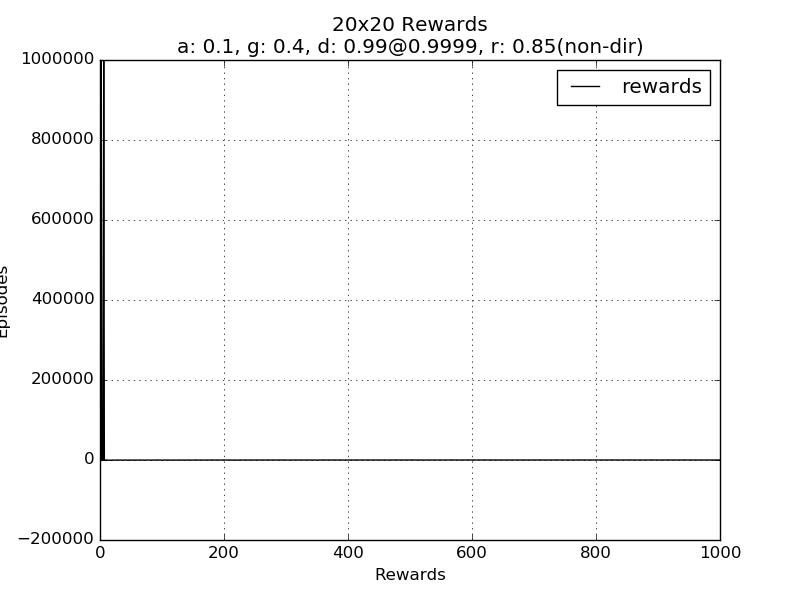 20x20 Rewards
a: 0.1, g: 0.4, d: 0.99@0.9999, r: 0.85(non-dir)
1000000
rewards
800000
600000
400000
Episodes
200000
0
−200000
0 200 400 600 800 1000
Rewards